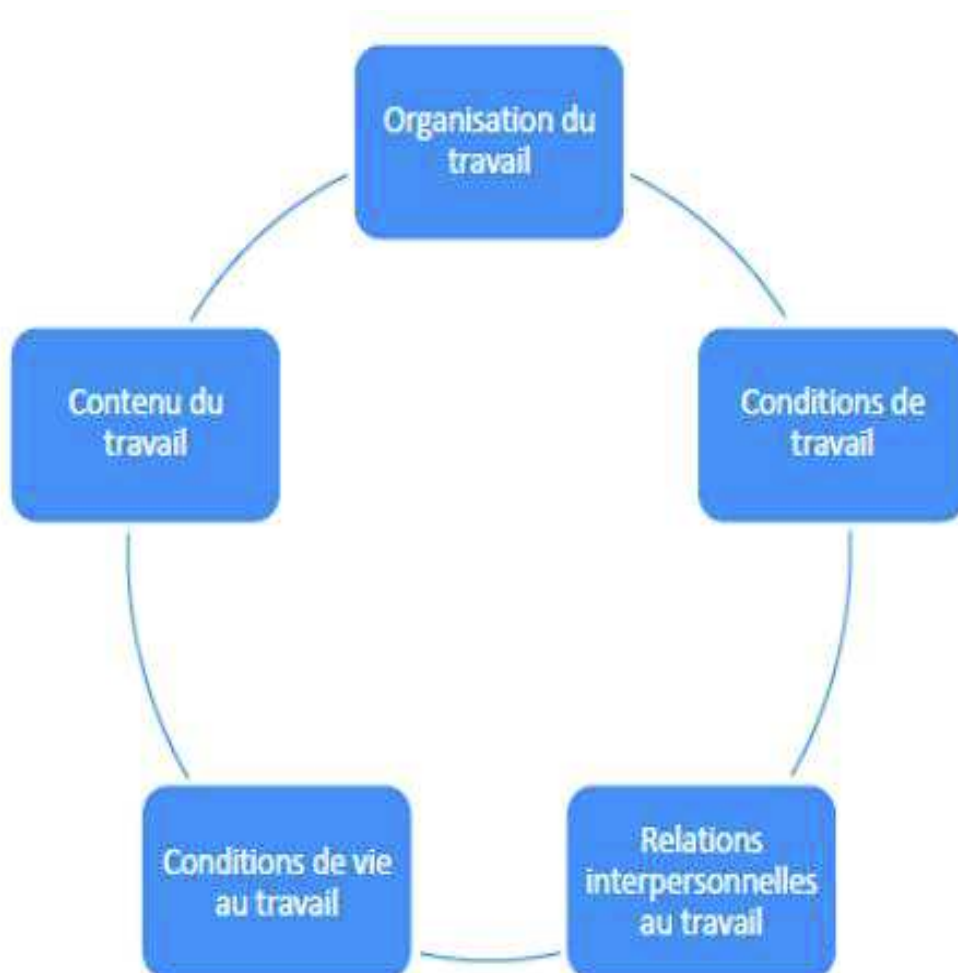 Organisation du
travail
Contenu du
travail
Conditions de
travail
Conditions de vie
au travail
Relations
interpersonnelles
au travail